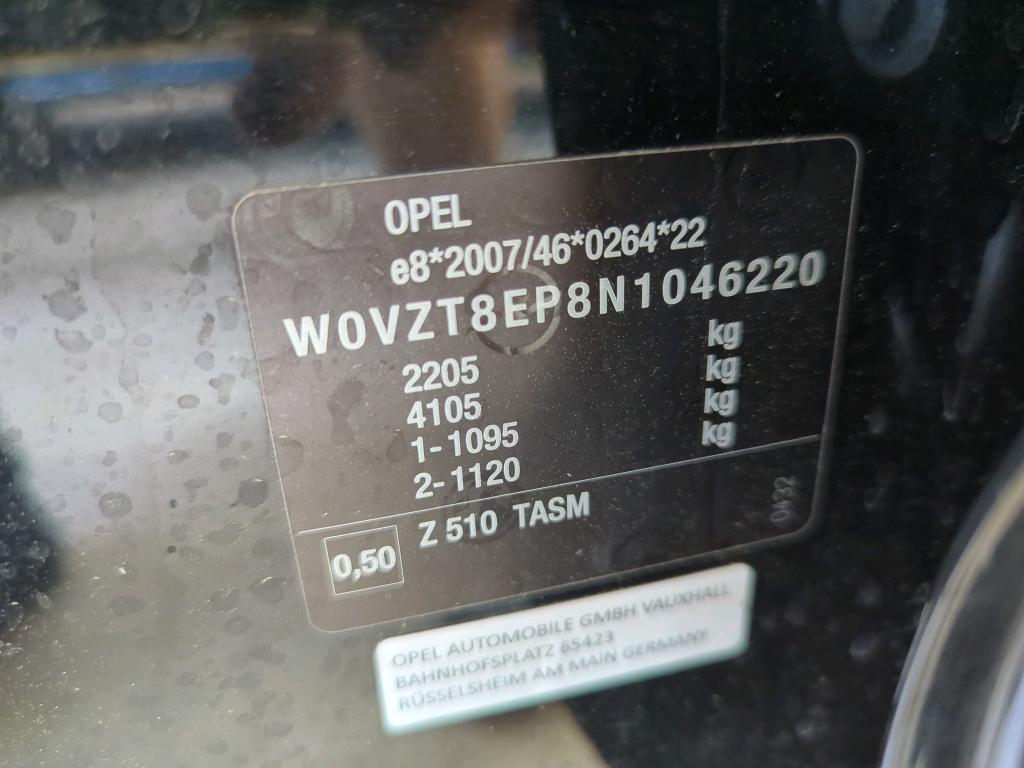 OPEL
e8*2007/46*0264*22
W0VZT8EP8N1046220
2205 kg
4105 kg
1-1095 kg
2-1120 kg
0,50 Z 510 TASM
0432
OPEL AUTOMOBILE GMBH VAUXHALL
BAHNHOFSPLATZ 65423
RÜSSELSHEIM AM MAIN GERMANY